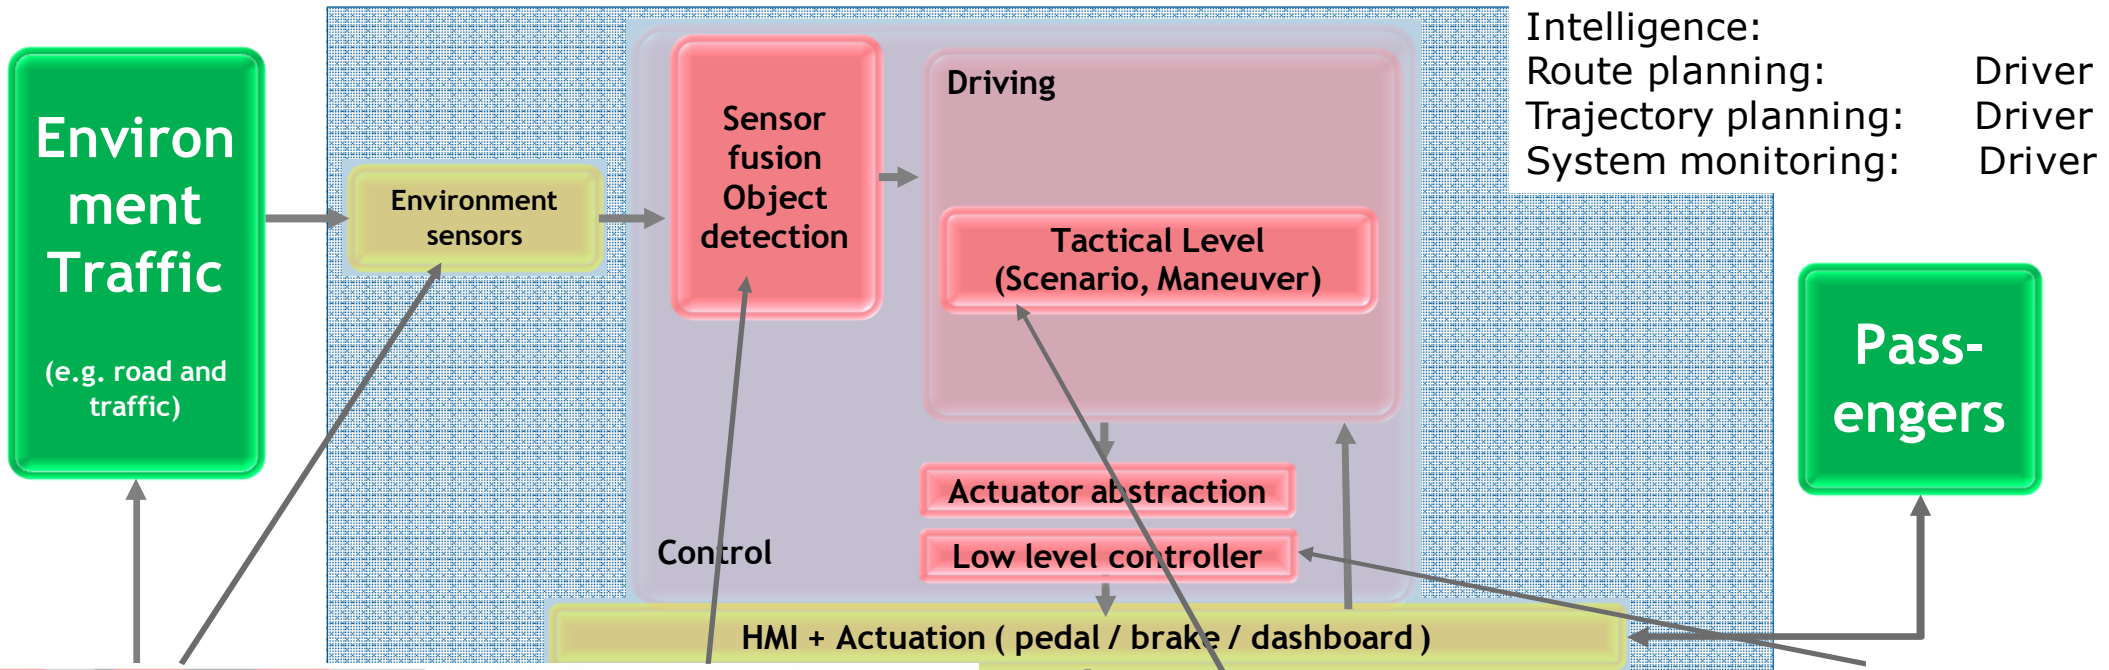 Environ
ment
Traffic
(e.g. road and
traffic)
Environment
sensors
Sensor
fusion
Object
detection
Driving
Tactical Level
(Scenario, Maneuver)
Actuator abstraction
Low level controller
Control
HMI + Actuation ( pedal / brake / dashboard )
Intelligence:
Route planning: Driver
Trajectory planning: Driver
System monitoring: Driver
Pass-
engers